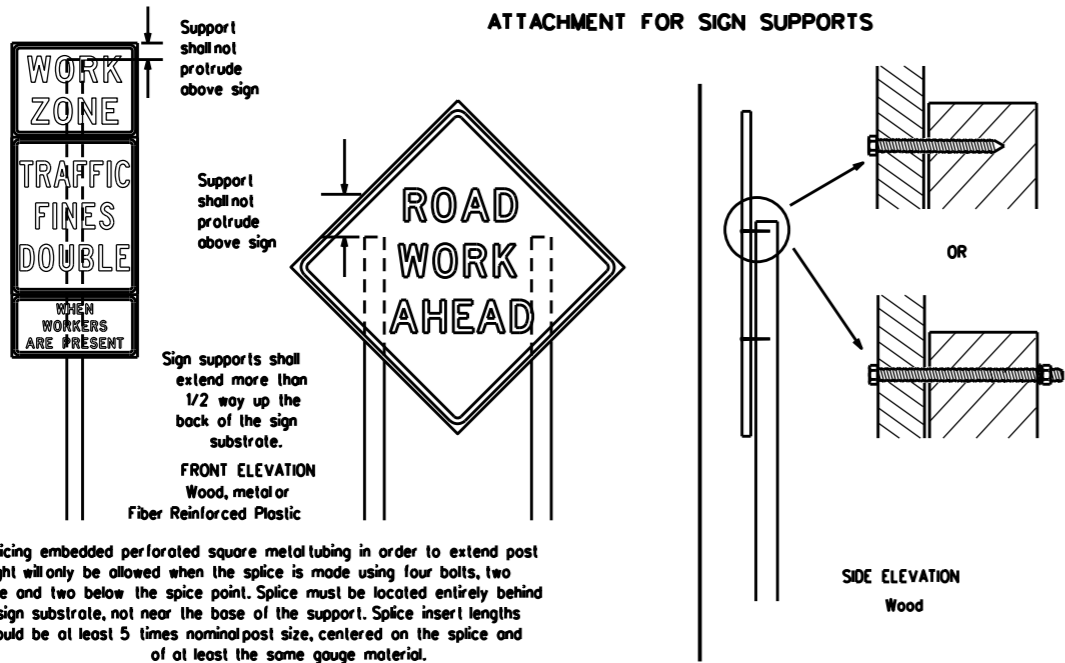 ATTACHMENT FOR SIGN SUPPORTS
Support
shall not
protrude
above sign
WORK
ZONE
TRAFFIC
FINES
DOUBLE
WHEN
WORKERS
ARE PRESENT
Support
shall not
protrude
above sign
ROAD
WORK
AHEAD
Sign supports shall
extend more than
1/2 way up the
back of the sign
substrate.
FRONT ELEVATION
Wood, metal or
Fiber Reinforced Plastic
OR
SIDE ELEVATION
Wood
icing embedded perforated square metal tubing in order to extend post
ght will only be allowed when the splice is made using four bolts, two
e and two below the spice point. Splice must be located entirely behind
sign substrate, not near the base of the support. Splice insert lengths
ould be at least 5 times nominal post size, centered on the splice and
of at least the same gauge material.